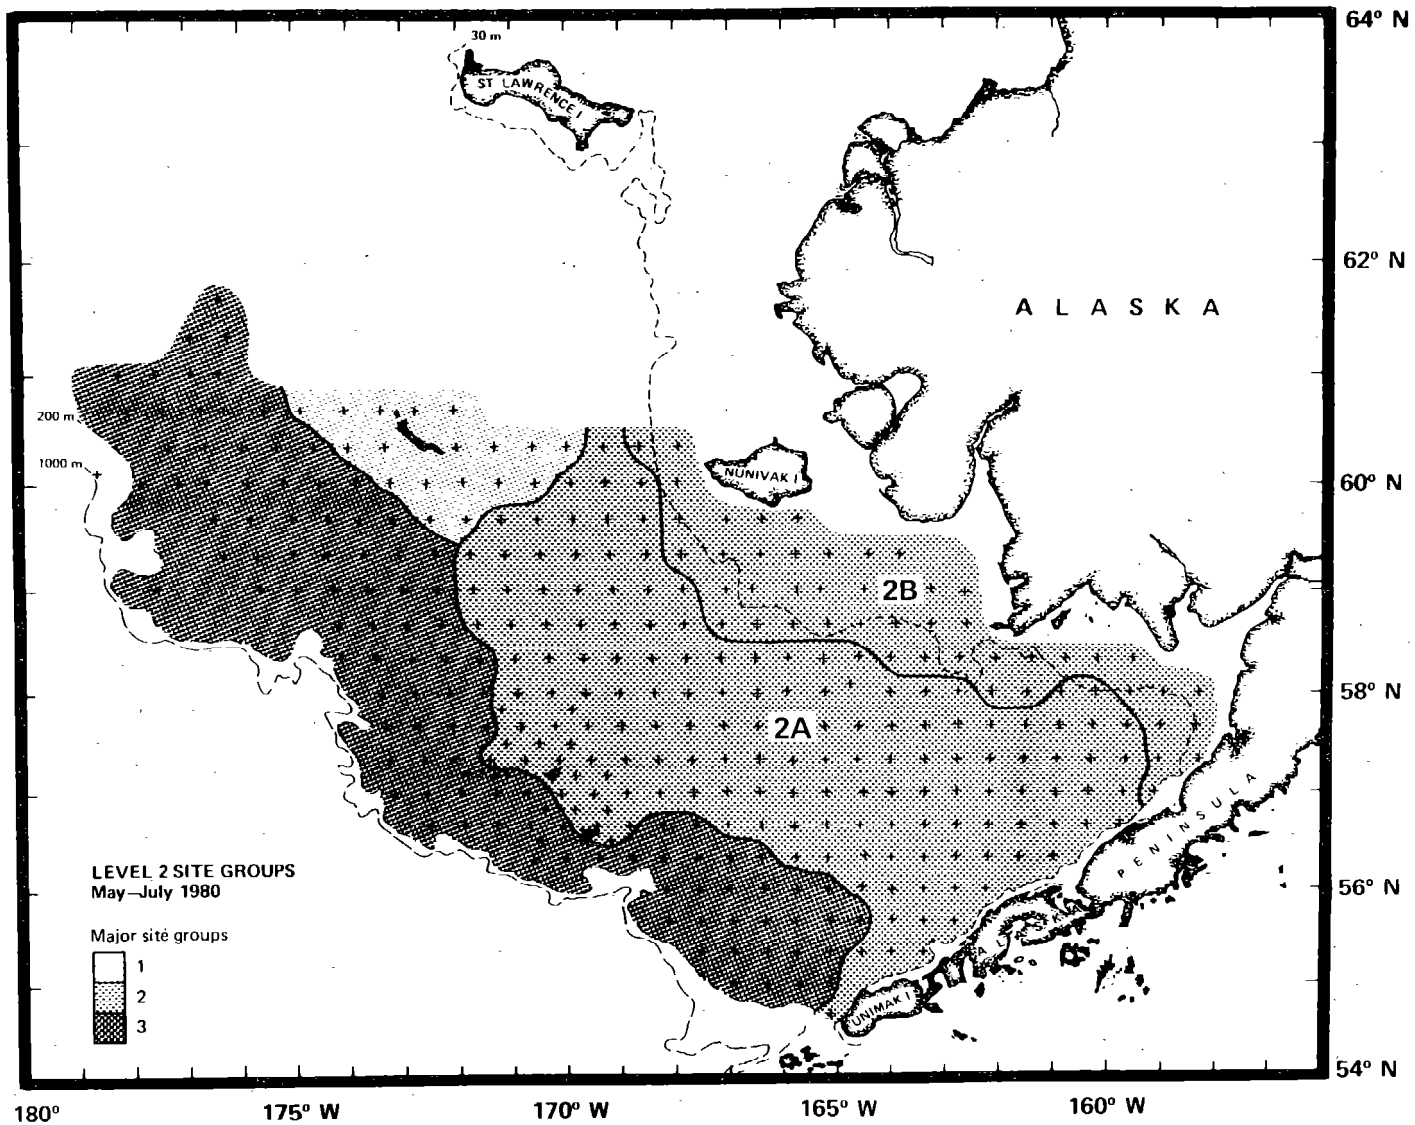 64° N
30 m
ST LAWRENCE I
62° N
ALASKA
200 m
1000 m
NUNIVAK I
60° N
2B
58° N
2A
PENINSULA
LEVEL 2 SITE GROUPS
May–July 1980
56° N
Major site groups
1
2
3
UNIMAK I
54° N
180°
175° W
170° W
165° W
160° W